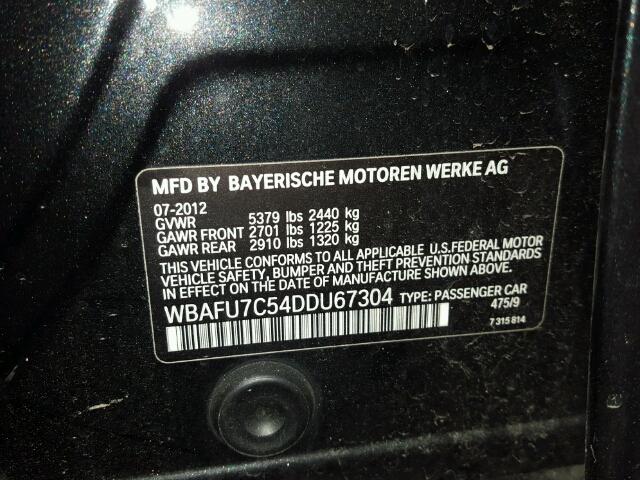 MFD BY BAYERISCHE MOTOREN WERKE AG
07-2012
GVWR 5379 lbs 2440 kg
GAWR FRONT 2701 lbs 1225 kg
GAWR REAR 2910 lbs 1320 kg
THIS VEHICLE CONFORMS TO ALL APPLICABLE U.S.FEDERAL MOTOR
VEHICLE SAFETY, BUMPER AND THEFT PREVENTION STANDARDS
IN EFFECT ON THE DATE OF MANUFACTURE SHOWN ABOVE.
WBAFU7C54DDU67304 TYPE: PASSENGER CAR
475/9
7 315 814